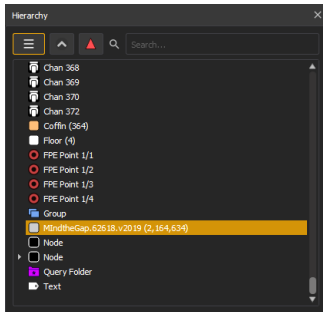 Hierarchy
Search...
Chan 368
Chan 369
Chan 370
Chan 372
Coffin (364)
Floor (4)
FPE Point 1/1
FPE Point 1/2
FPE Point 1/3
FPE Point 1/4
Group
MIndtheGap.62618.v2019 (2,164,634)
Node
Node
Query Folder
Text